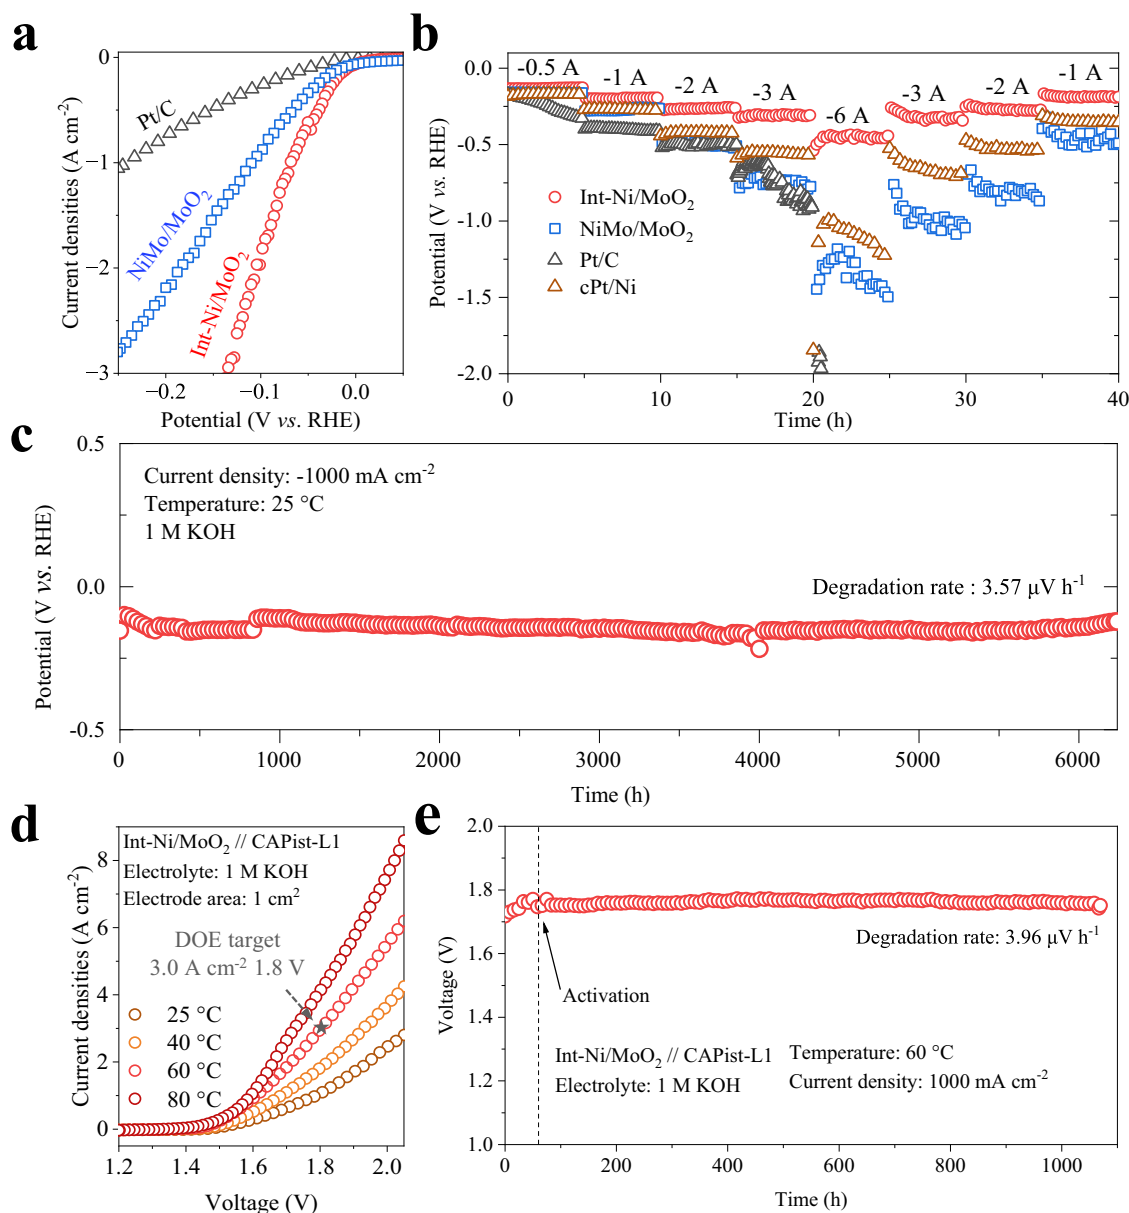 a
0
−1
−2
−3
Current densities (A cm-2)
Pt/C
NiMo/MoO2
Int-Ni/MoO2
−0.2
−0.1
0.0
Potential (V vs. RHE)
b
0.0
-0.5
-1.0
-1.5
-2.0
Potential (V vs. RHE)
-0.5 A
-1 A
-2 A
-3 A
-6 A
-3 A
-2 A
-1 A
Int-Ni/MoO2
NiMo/MoO2
Pt/C
cPt/Ni
0
10
20
30
40
Time (h)
c
0.5
0.0
-0.5
Potential (V vs. RHE)
Current density: -1000 mA cm-2
Temperature: 25 °C
1 M KOH
Degradation rate : 3.57 μV h-1
0
1000
2000
3000
4000
5000
6000
Time (h)
d
8
6
4
2
0
Current densities (A cm-2)
Int-Ni/MoO2 // CAPist-L1
Electrolyte: 1 M KOH
Electrode area: 1 cm2
DOE target
3.0 A cm-2 1.8 V
25 °C
40 °C
60 °C
80 °C
1.2
1.4
1.6
1.8
2.0
Voltage (V)
e
2.0
1.8
1.6
1.4
1.2
1.0
Voltage (V)
Degradation rate: 3.96 μV h-1
Activation
Int-Ni/MoO2 // CAPist-L1
Electrolyte: 1 M KOH
Temperature: 60 °C
Current density: 1000 mA cm-2
0
200
400
600
800
1000
Time (h)